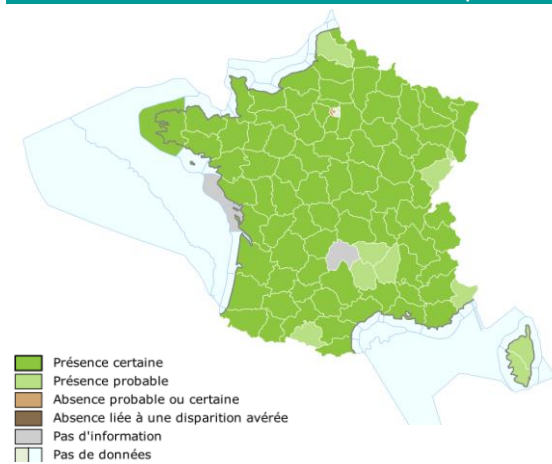 Présence certaine
Présence probable
Absence probable ou certaine
Absence liée à une disparition avérée
Pas d'information
Pas de données